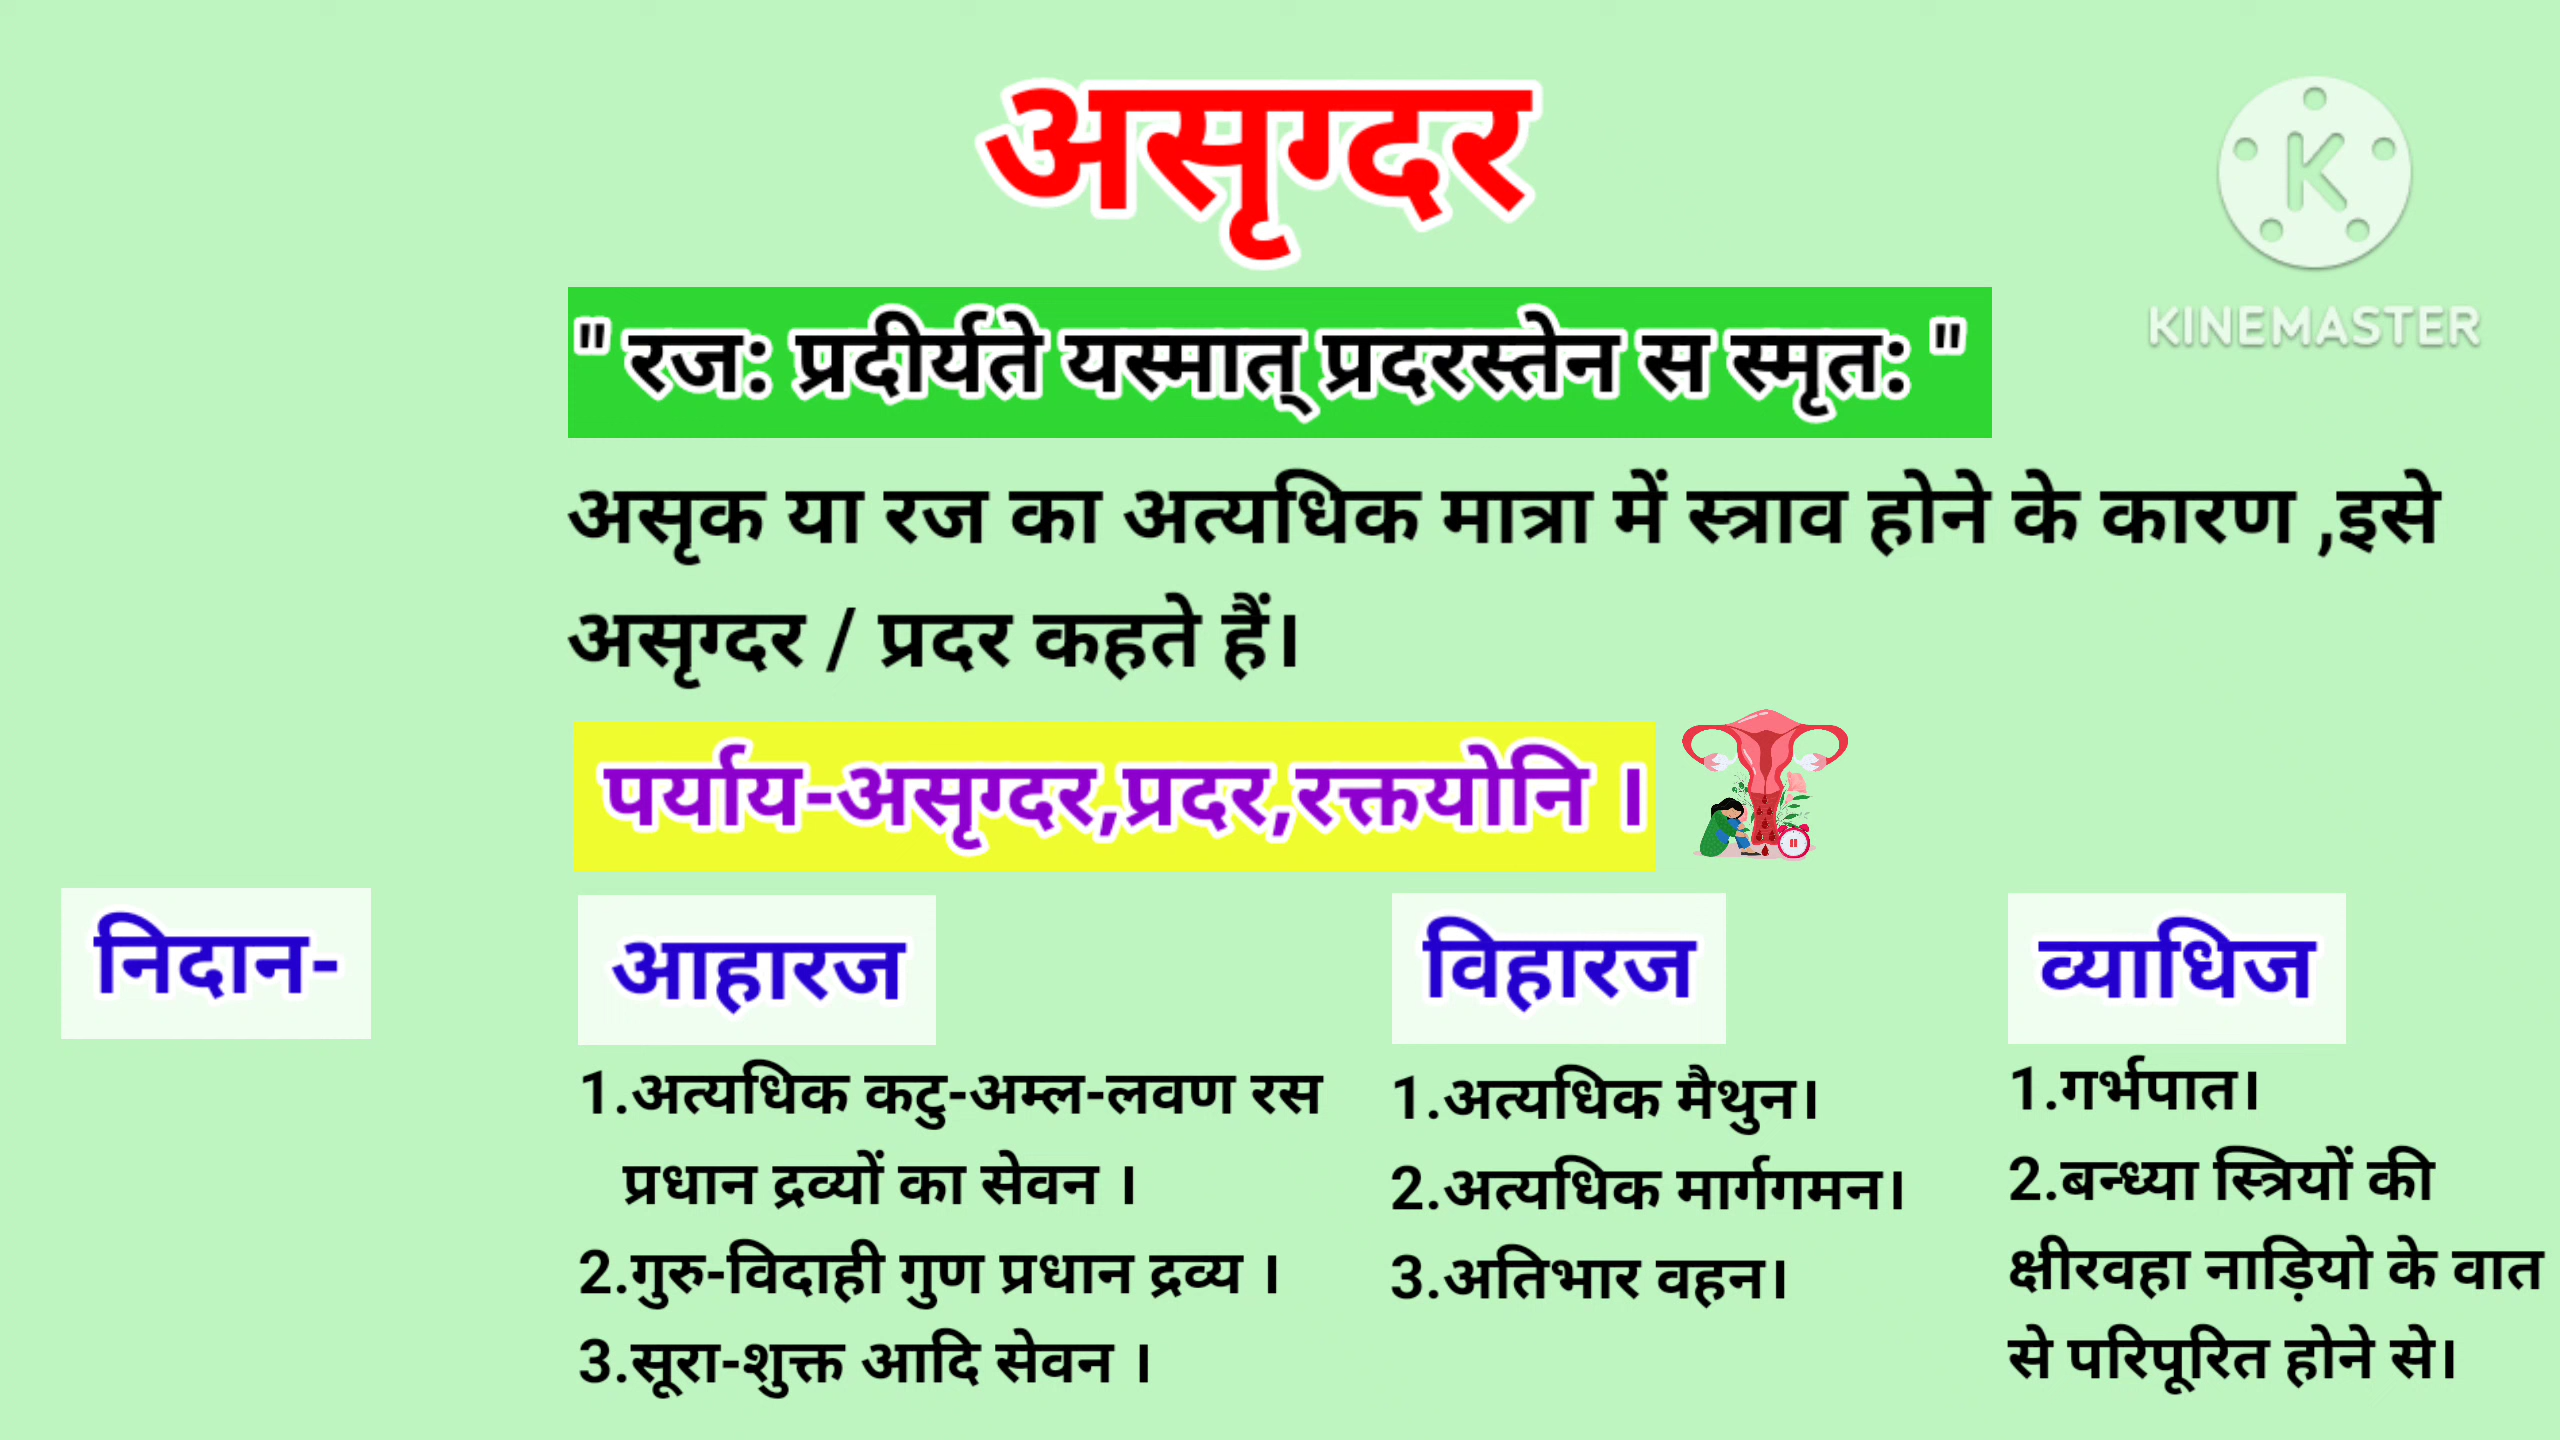 असृग्दर
" रज: प्रदीर्यते यस्मात् प्रदरस्तेन स स्मृत: "
असृक या रज का अत्यधिक मात्रा में स्त्राव होने के कारण ,इसे
असृग्दर / प्रदर कहते हैं।
पर्याय-असृग्दर,प्रदर,रक्तयोनि ।
निदान-
आहारज
1.अत्यधिक कटु-अम्ल-लवण रस
प्रधान द्रव्यों का सेवन ।
2.गुरु-विदाही गुण प्रधान द्रव्य ।
3.सूरा-शुक्त आदि सेवन ।
विहारज
1.अत्यधिक मैथुन।
2.अत्यधिक मार्गगमन।
3.अतिभार वहन।
व्याधिज
1.गर्भपात।
2.बन्ध्या स्त्रियों की
क्षीरवहा नाड़ियो के वात
से परिपूरित होने से।
K
KINEMASTER